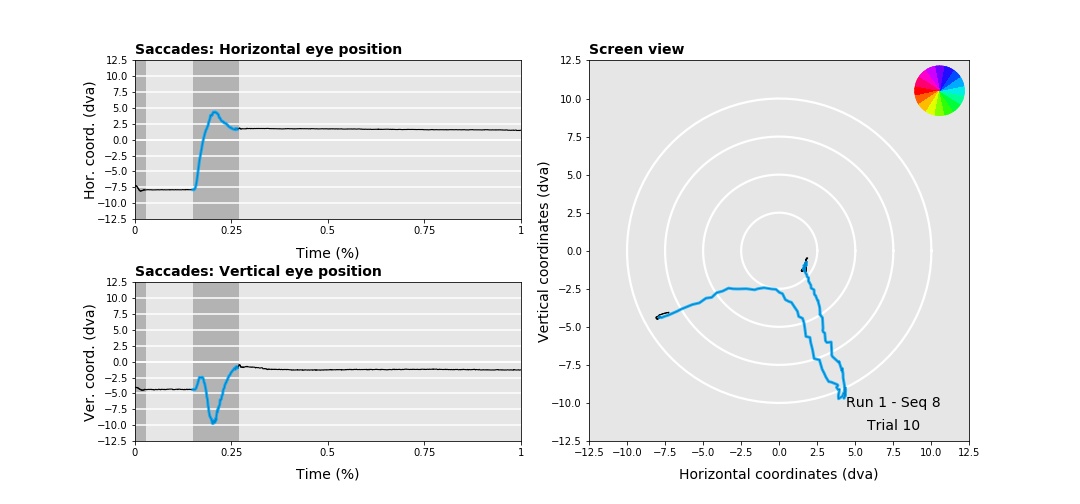 Saccades: Horizontal eye position
Hor. coord. (dva)
12.5
10.0
7.5
5.0
2.5
0.0
−2.5
−5.0
−7.5
−10.0
−12.5
0 0.25 0.5 0.75 1
Time (%)
Saccades: Vertical eye position
Ver. coord. (dva)
12.5
10.0
7.5
5.0
2.5
0.0
−2.5
−5.0
−7.5
−10.0
−12.5
0 0.25 0.5 0.75 1
Time (%)
Screen view
Vertical coordinates (dva)
12.5
10.0
7.5
5.0
2.5
0.0
−2.5
−5.0
−7.5
−10.0
−12.5
Run 1 - Seq 8
Trial 10
−12.5 −10.0 −7.5 −5.0 −2.5 0.0 2.5 5.0 7.5 10.0 12.5
Horizontal coordinates (dva)